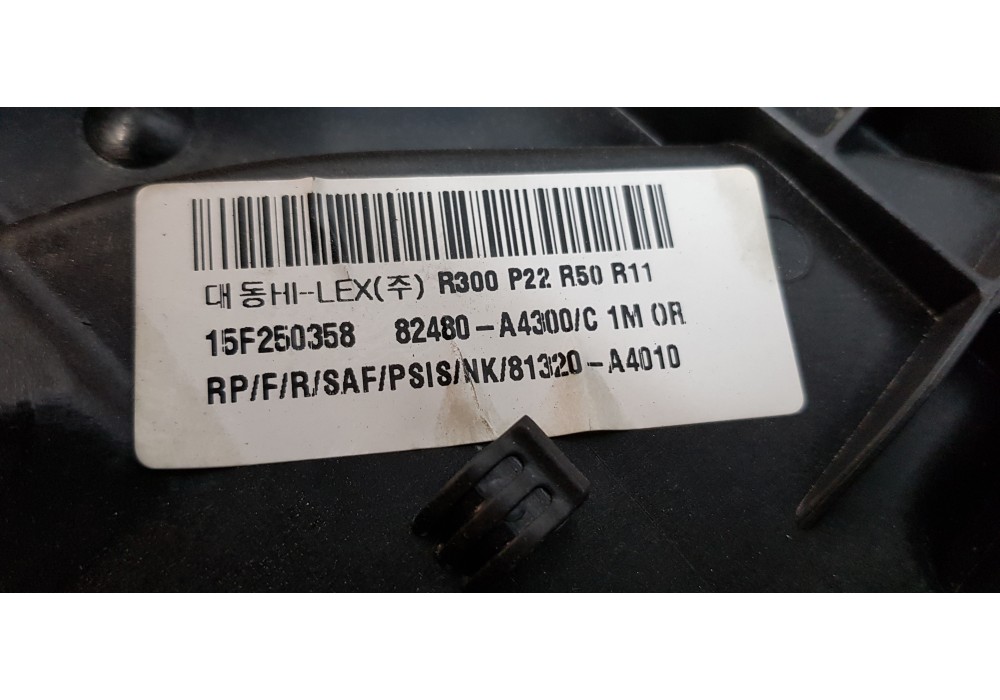 대동HI-LEX(주) R300 P22 R50 R11
15F250358 82480-A4300/C 1M OR
RP/F/R/SAF/PSIS/NK/81320-A4010